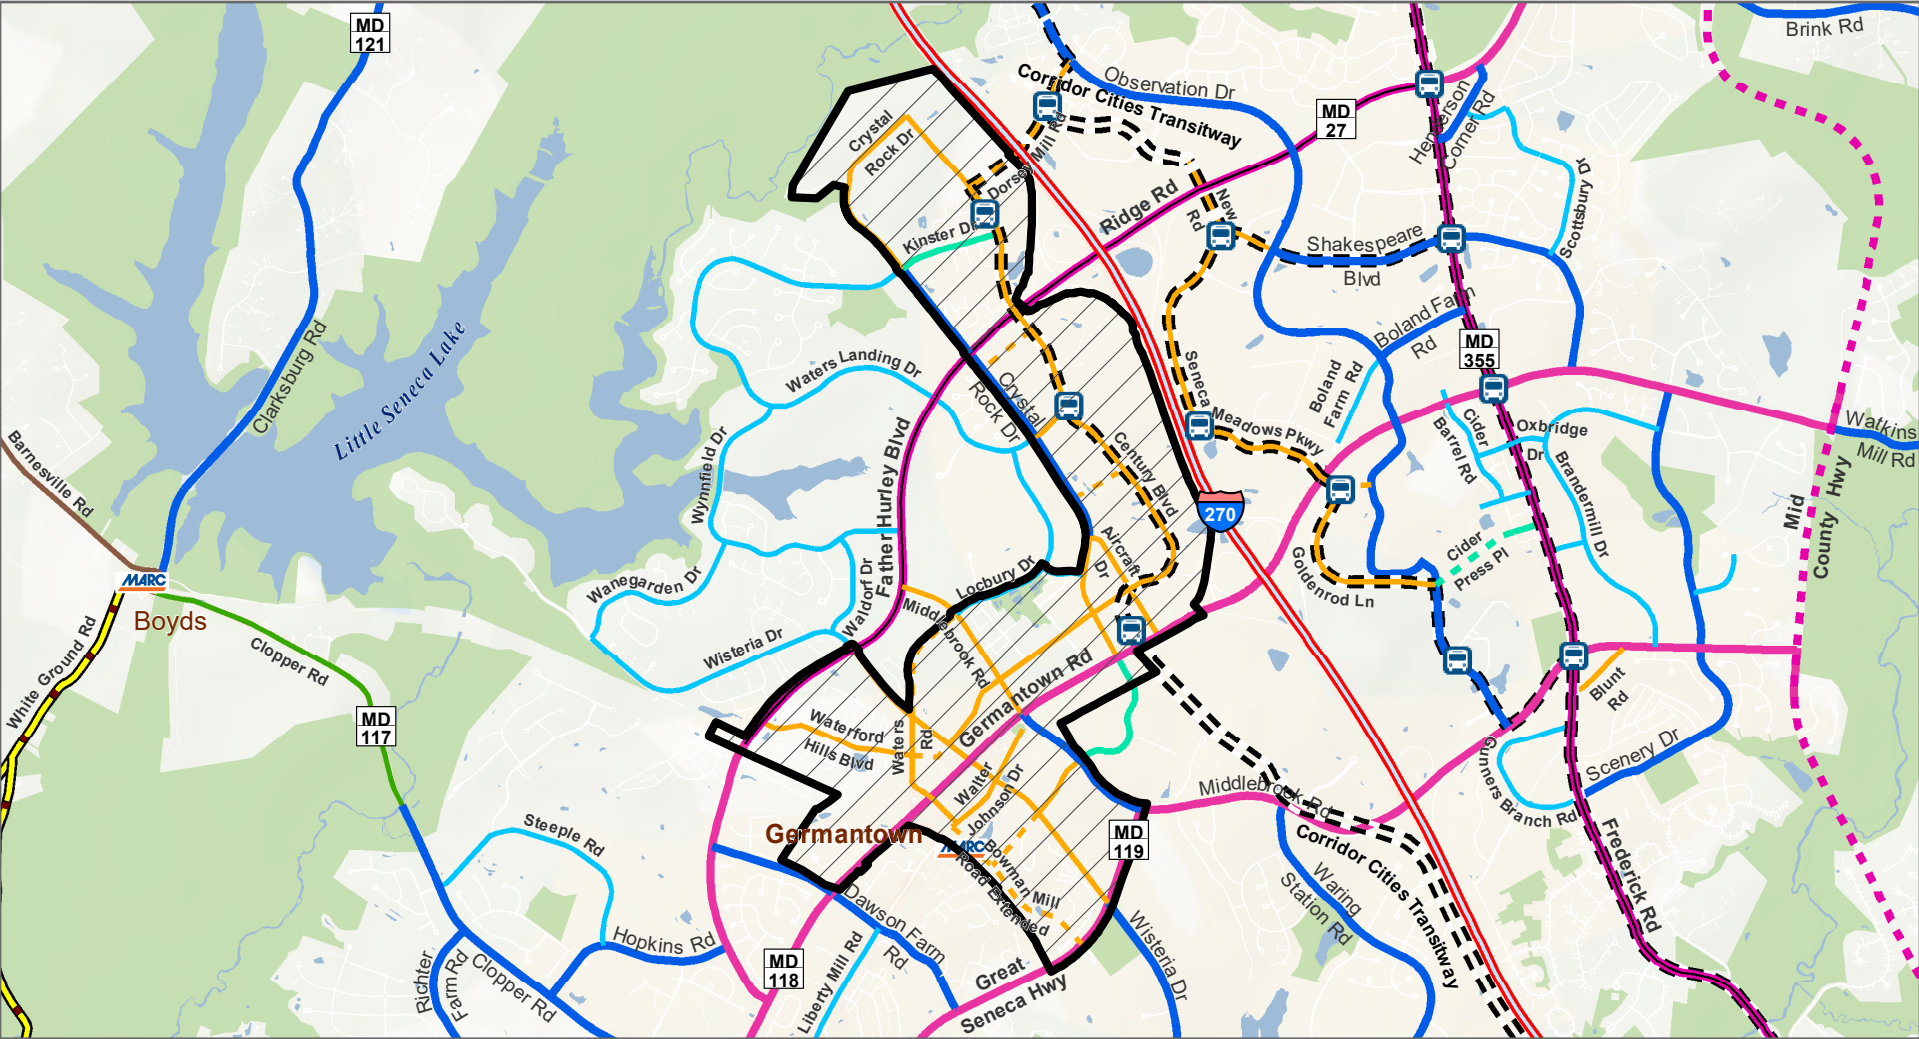 MD
121
Brink Rd
Corridor Cities Transitway
Observation Dr
MD
27
Henderson
Corner Rd
Crystal
Rock Dr
Dorsey Mill Rd
Scottsbury Dr
Ridge Rd
New
Rd
Kinster Dr
Shakespeare
Blvd
Clarksburg Rd
Little Seneca Lake
Boland Farm
Rd
MD
355
Waters Landing Dr
Crystal
Rock Dr
Seneca
Meadows Pkwy
Boland
Farm Rd
Cider
Barrel Rd
Oxbridge
Dr
Watkins
Mill Rd
Barnesville Rd
Wynnfield Dr
Father Hurley Blvd
Century Blvd
Brandermill Dr
Mid
County Hwy
270
Aircraft
Dr
Cider
Press Pl
MARC
Boyds
Wanegarden Dr
Waldorf Dr
Locbury Dr
Goldenrod Ln
White Ground Rd
Clopper Rd
Wisteria Dr
Middlebrook Rd
Germantown Rd
Blunt
Rd
MD
117
Waterford
Hills Blvd
Waters
Rd
Walter
Johnson Dr
Middlebrook Rd
Gunners Branch Rd
Scenery Dr
Steeple Rd
Germantown
MARC
MD
119
Corridor Cities Transitway
Frederick Rd
Bowman Mill
Road Extended
Waring
Station Rd
Dawson Farm
Rd
Hopkins Rd
Richter
Farm Rd
Clopper Rd
MD
118
Liberty Mill Rd
Great
Seneca Hwy
Wisteria Dr